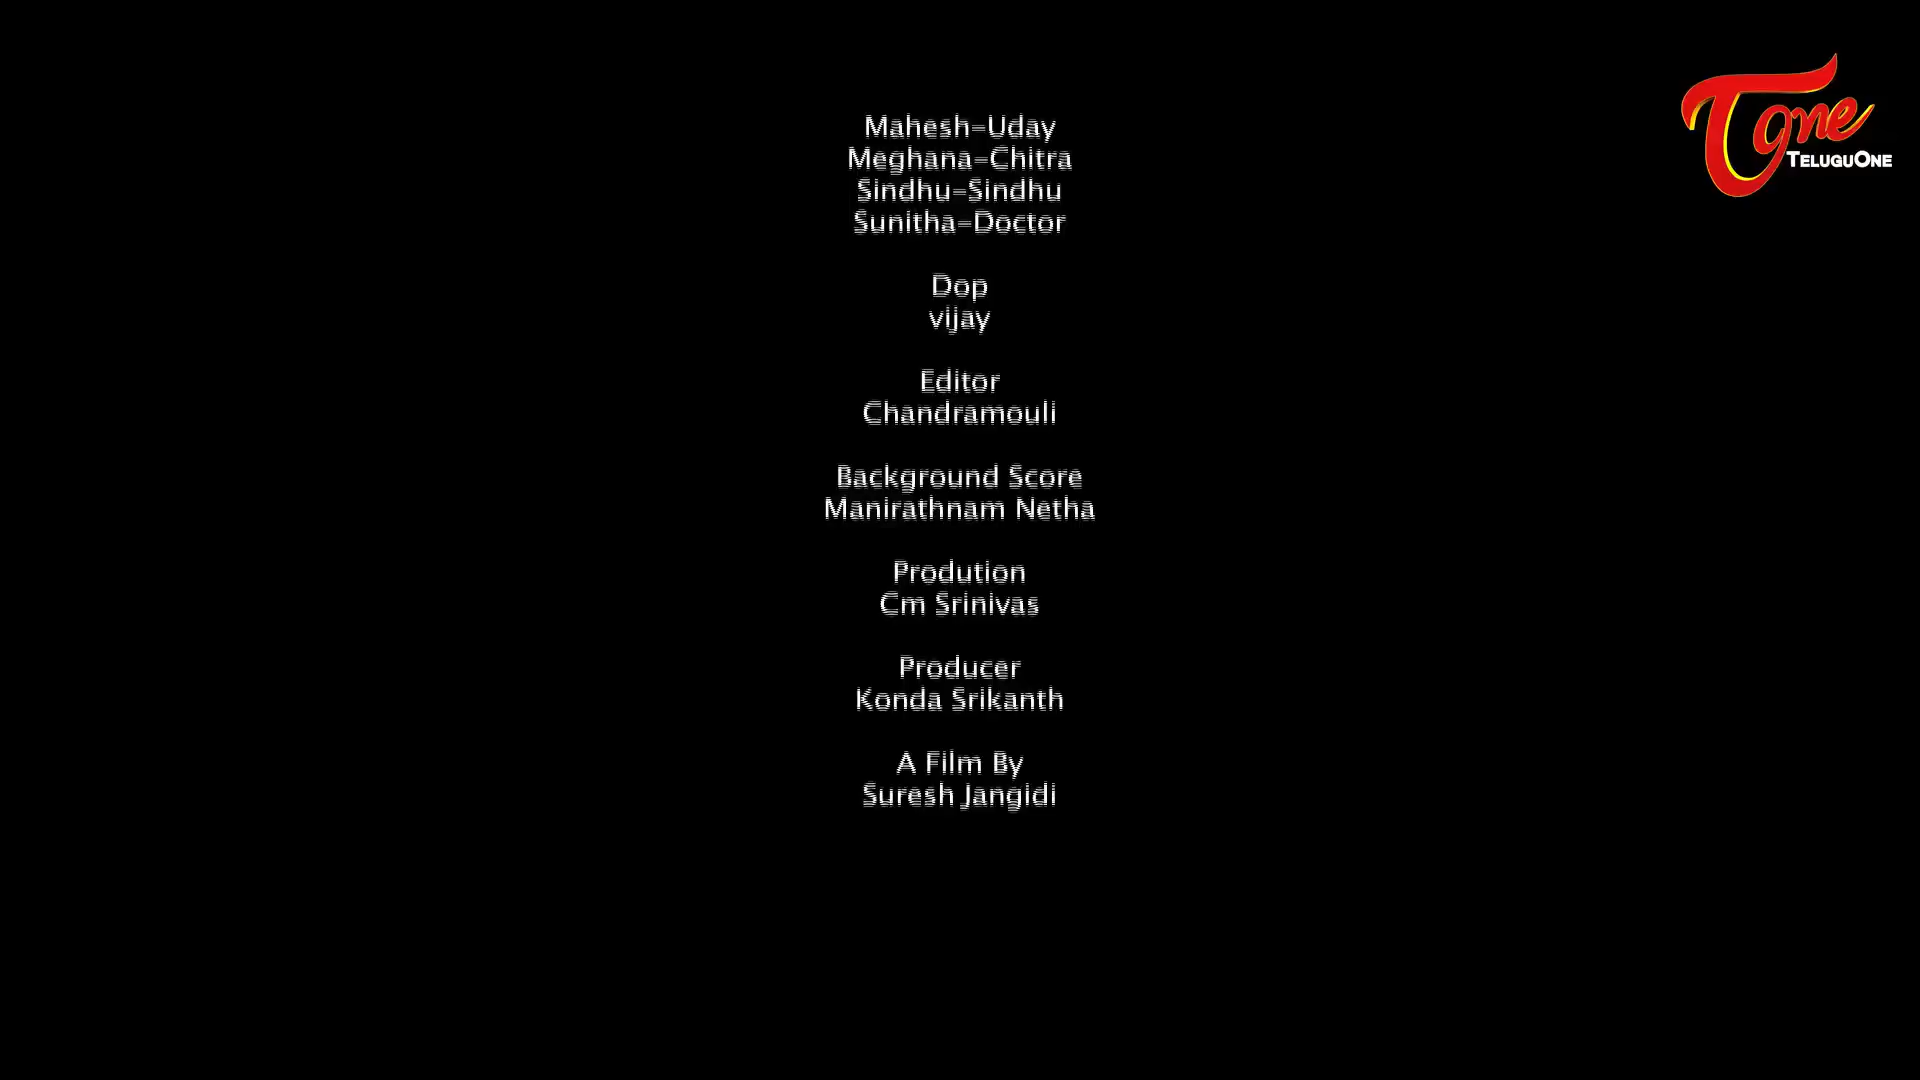 Mahesh-Uday
Meghana-Chitra
Sindhu-Sindhu
Sunitha-Doctor
Dop
vijay
Editor
Chandramouli
Background Score
Manirathnam Netha
Prodution
Cm Srinivas
Producer
Konda Srikanth
A Film By
Suresh Jangidi
Tone
TELUGUONE